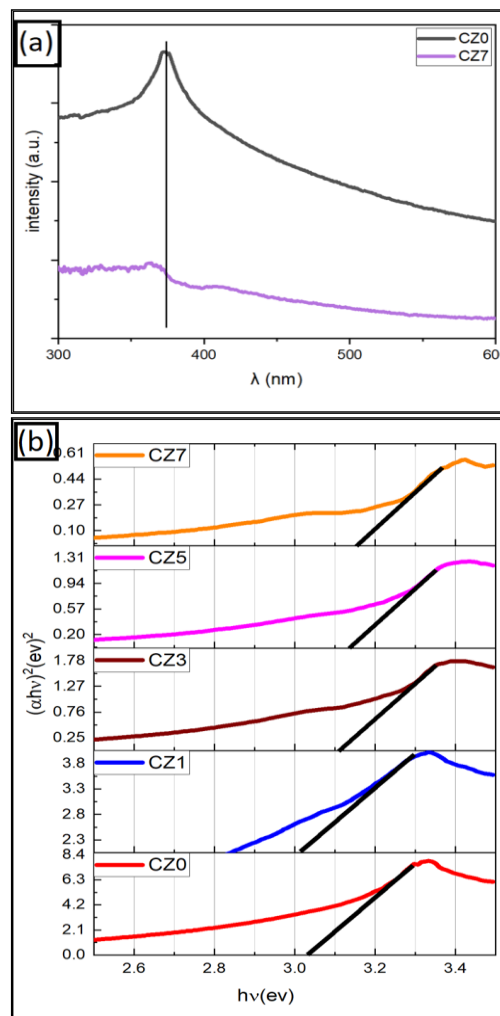 (a)
CZ0
CZ7
intensity (a.u.)
300
400
500
60
λ (nm)
(b)
(αhν)²(ev)²
0.61
0.44
0.27
0.10
CZ7
1.31
0.94
0.57
0.20
CZ5
1.78
1.27
0.76
0.25
CZ3
3.8
3.3
2.8
2.3
CZ1
8.4
6.3
4.2
2.1
0.0
CZ0
2.6
2.8
3.0
3.2
3.4
hν(ev)